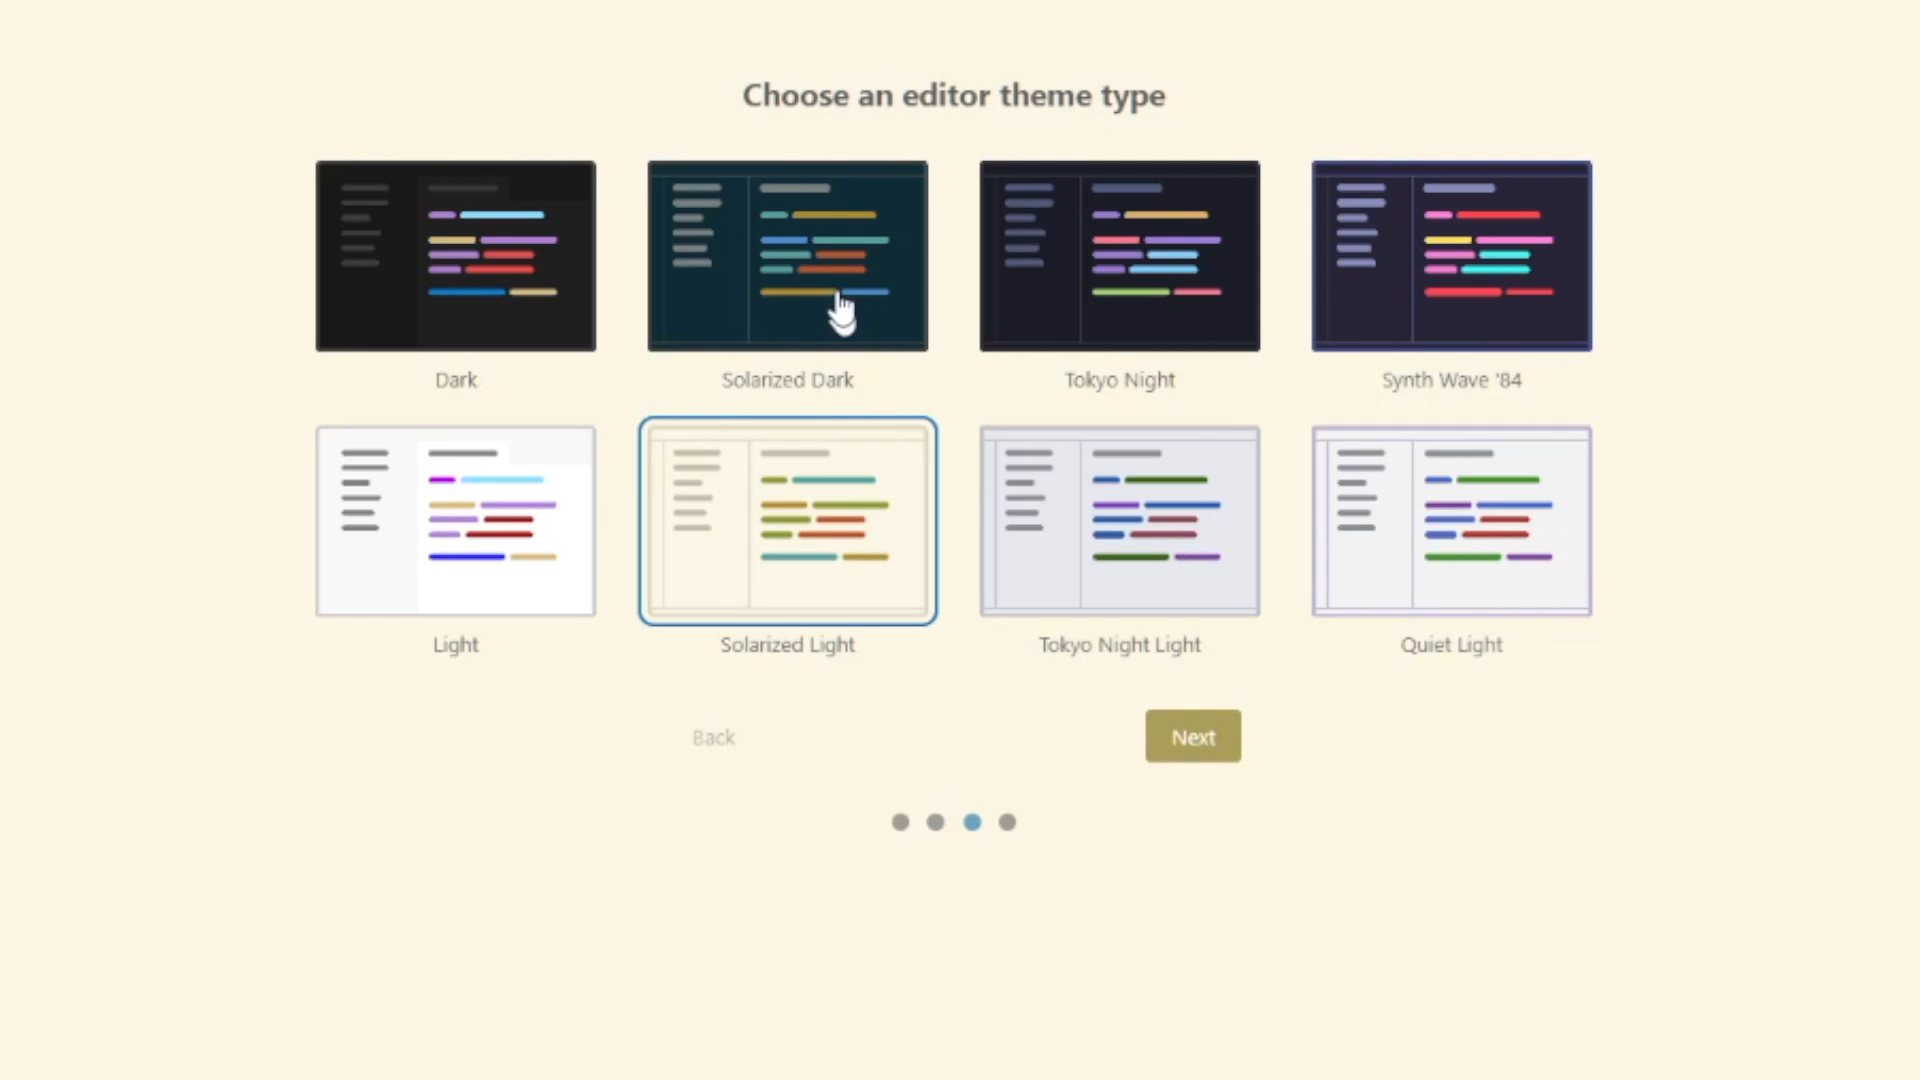 Choose an editor theme type
Dark
Solarized Dark
Tokyo Night
Synth Wave '84
Light
Solarized Light
Tokyo Night Light
Quiet Light
Back
Next